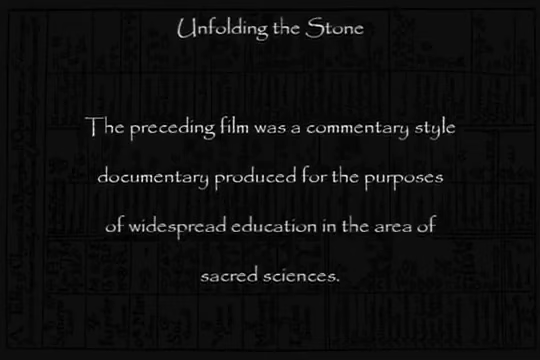 Unfolding the Stone
The preceding film was a commentary style
documentary produced for the purposes
of widespread education in the area of
sacred sciences.